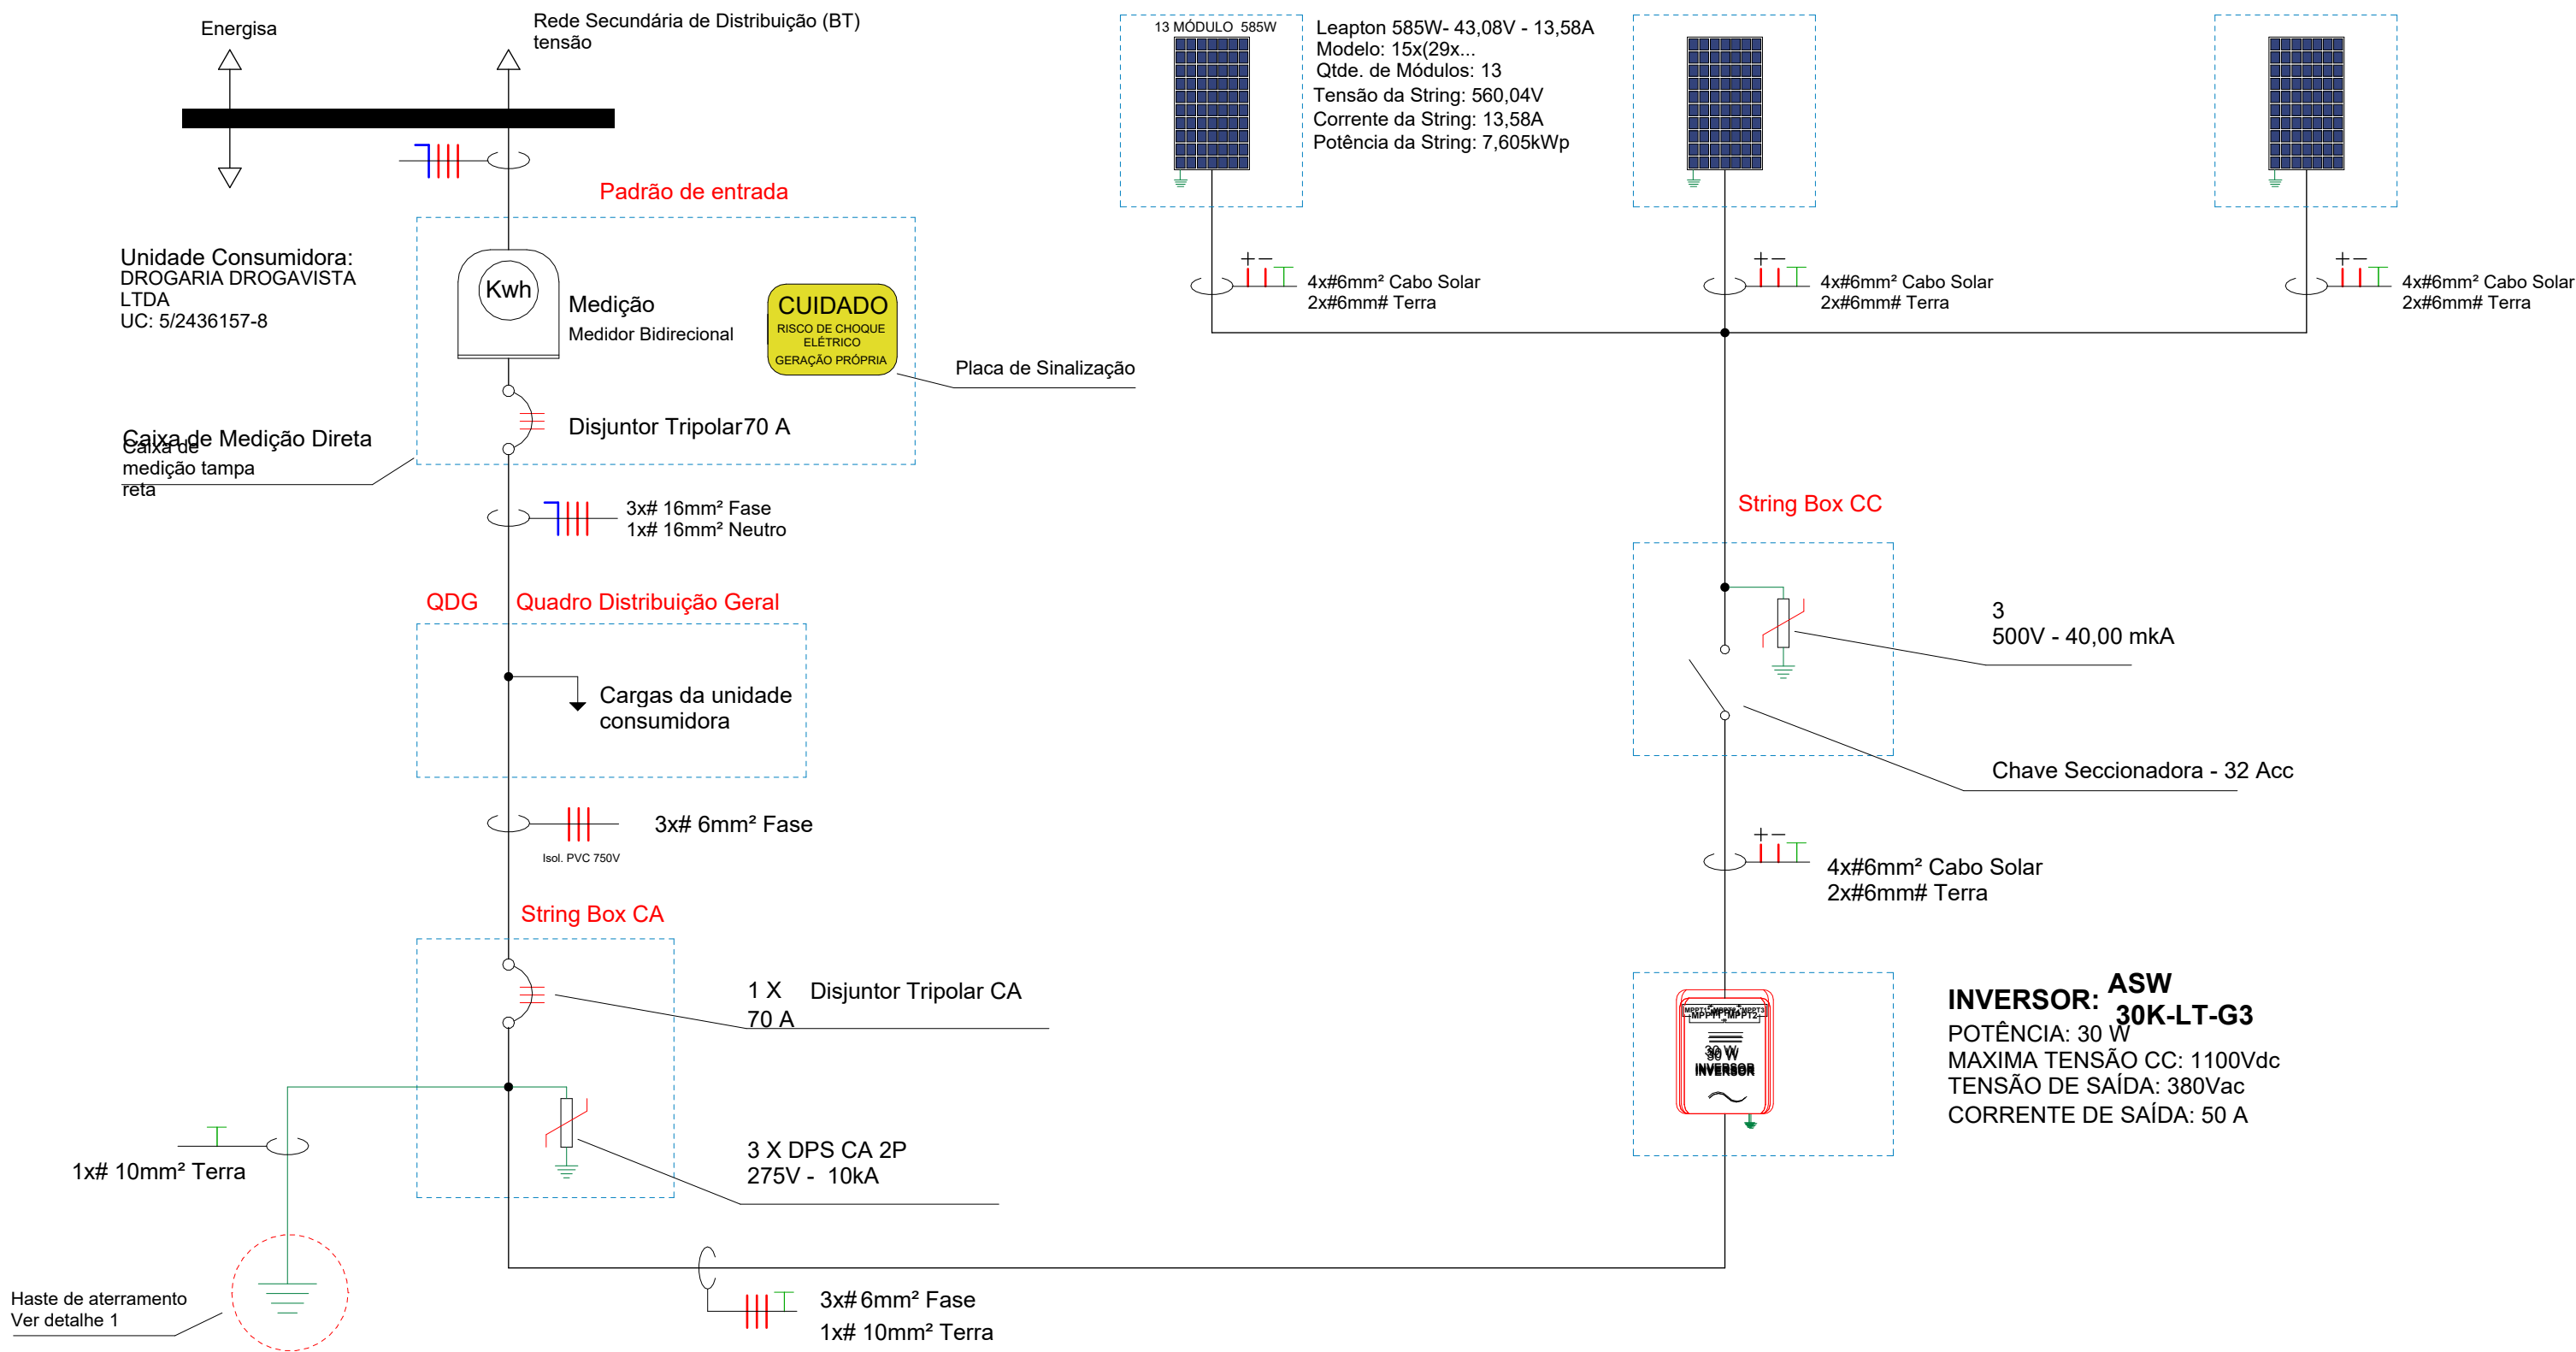 Energisa
Rede Secundária de Distribuição (BT)
tensão
Padrão de entrada
Unidade Consumidora:
DROGARIA DROGAVISTA
LTDA
UC: 5/2436157-8
Kwh
Medição
Medidor Bidirecional
CUIDADO
RISCO DE CHOQUE
ELÉTRICO
GERAÇÃO PRÓPRIA
Placa de Sinalização
Disjuntor Tripolar70 A
Caixa de Medição Direta
Caixa de
medição tampa
reta
3x# 16mm² Fase
1x# 16mm² Neutro
QDG
Quadro Distribuição Geral
Cargas da unidade
consumidora
3x# 6mm² Fase
Isol. PVC 750V
String Box CA
1 X Disjuntor Tripolar CA
70 A
3 X DPS CA 2P
275V - 10kA
1x# 10mm² Terra
Haste de aterramento
Ver detalhe 1
3x# 6mm² Fase
1x# 10mm² Terra
13 MÓDULO 585W
Leapton 585W- 43,08V - 13,58A
Modelo: 15x(29x...
Qtde. de Módulos: 13
Tensão da String: 560,04V
Corrente da String: 13,58A
Potência da String: 7,605kWp
+ −
4x#6mm² Cabo Solar
2x#6mm# Terra
+ −
4x#6mm² Cabo Solar
2x#6mm# Terra
+ −
4x#6mm² Cabo Solar
2x#6mm# Terra
String Box CC
3
500V - 40,00 mkA
Chave Seccionadora - 32 Acc
+ −
4x#6mm² Cabo Solar
2x#6mm# Terra
MPPT1 MPPT3
MPPT1 MPPT2
30 W
INVERSOR
INVERSOR: ASW
30K-LT-G3
POTÊNCIA: 30 W
MAXIMA TENSÃO CC: 1100Vdc
TENSÃO DE SAÍDA: 380Vac
CORRENTE DE SAÍDA: 50 A